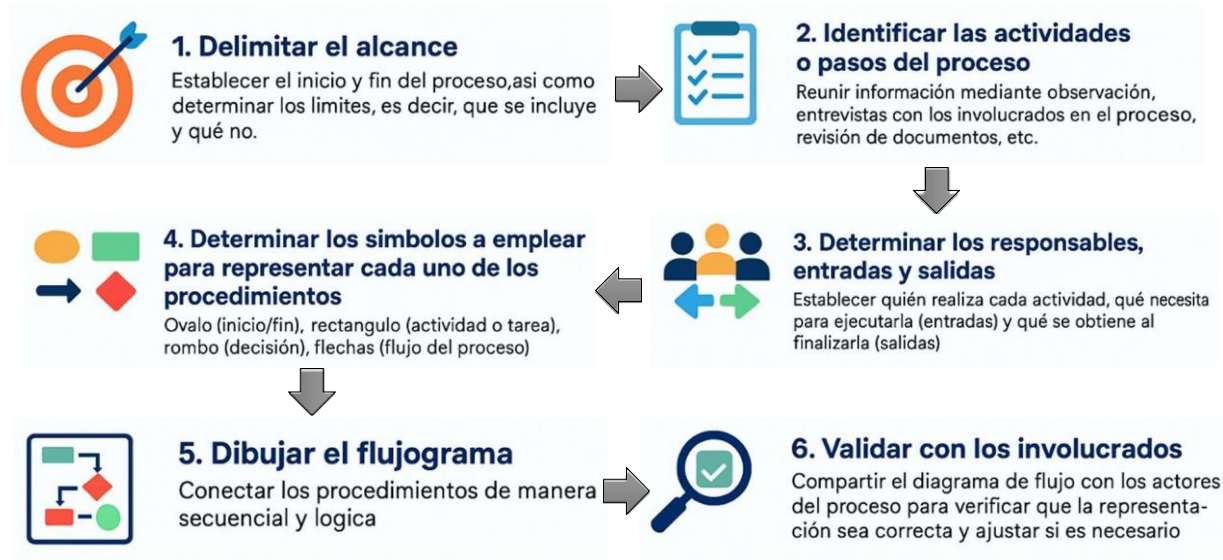 1. Delimitar el alcance
Establecer el inicio y fin del proceso,asi como
determinar los limites, es decir, que se incluye
y qué no.
2. Identificar las actividades
o pasos del proceso
Reunir información mediante observación,
entrevistas con los involucrados en el proceso,
revisión de documentos, etc.
3. Determinar los responsables,
entradas y salidas
Establecer quién realiza cada actividad, qué necesita
para ejecutarla (entradas) y qué se obtiene al
finalizarla (salidas)
4. Determinar los simbolos a emplear
para representar cada uno de los
procedimientos
Ovalo (inicio/fin), rectangulo (actividad o tarea),
rombo (decisión), flechas (flujo del proceso)
5. Dibujar el flujograma
Conectar los procedimientos de manera
secuencial y logica
6. Validar con los involucrados
Compartir el diagrama de flujo con los actores
del proceso para verificar que la representa-
ción sea correcta y ajustar si es necesario